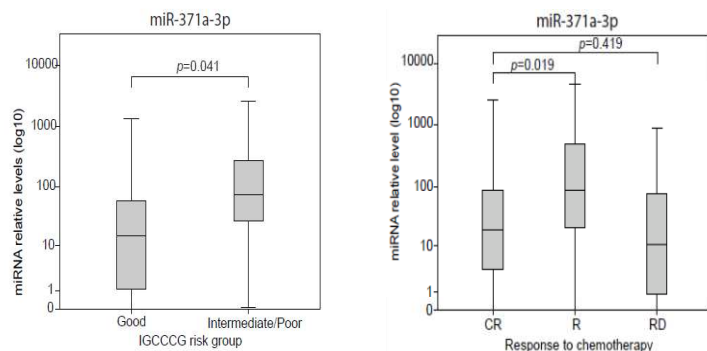 miR-371a-3p
p=0.041
miRNA relative levels (log10)
10000
1000
100
10
1
0
Good
Intermediate/Poor
IGCCCG risk group
miR-371a-3p
p=0.419
p=0.019
miRNA relative level (log10)
10000
1000
100
10
1
0
CR
R
RD
Response to chemotherapy